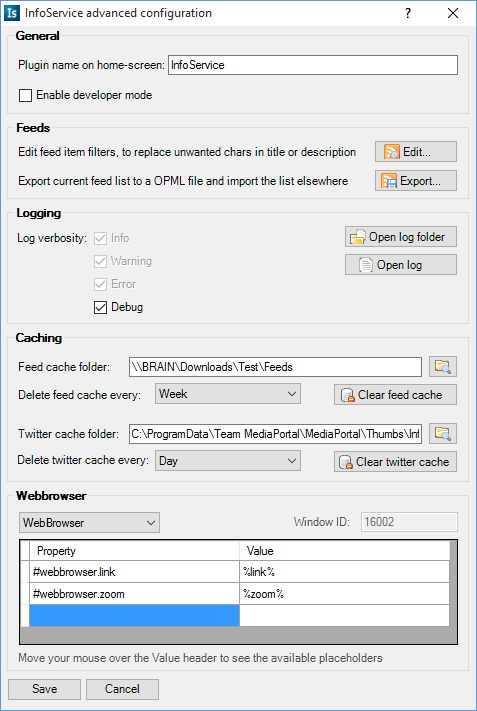 Is InfoService advanced configuration ?
General
Plugin name on home-screen: InfoService
Enable developer mode
Feeds
Edit feed item filters, to replace unwanted chars in title or description Edit...
Export current feed list to a OPML file and import the list elsewhere Export...
Logging
Log verbosity: Info Open log folder
Warning Open log
Error
Debug
Caching
Feed cache folder: \\BRAIN\Downloads\Test\Feeds
Delete feed cache every: Week Clear feed cache
Twitter cache folder: C:\ProgramData\Team MediaPortal\MediaPortal\Thumbs\Inf
Delete twitter cache every: Day Clear twitter cache
Webbrowser
WebBrowser Window ID: 16002
Property Value
#webbrowser.link %link%
#webbrowser.zoom %zoom%
Move your mouse over the Value header to see the available placeholders
Save Cancel